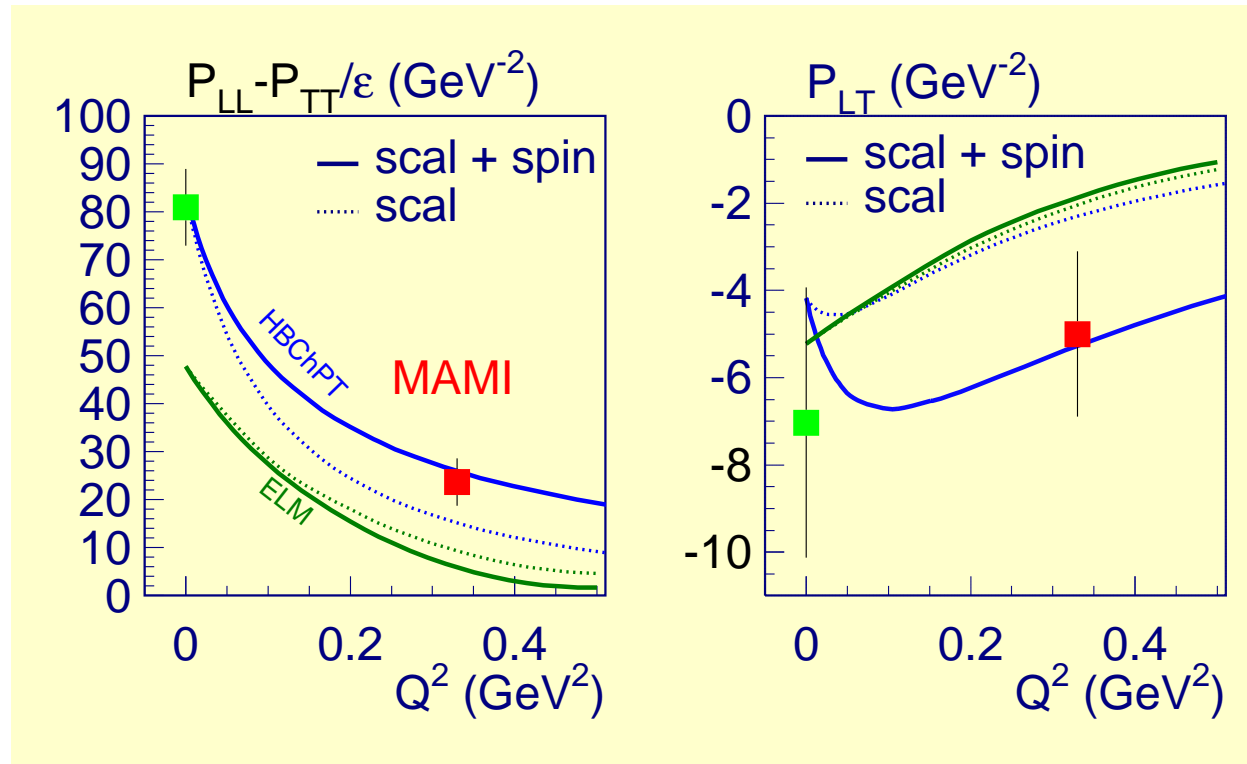 P_LL-P_TT/ε (GeV^-2)
100
90
80
70
60
50
40
30
20
10
0
scal + spin
scal
HBChPT
MAMI
ELM
0 0.2 0.4
Q^2 (GeV^2)
P_LT (GeV^-2)
0
-2
-4
-6
-8
-10
scal + spin
scal
0 0.2 0.4
Q^2 (GeV^2)